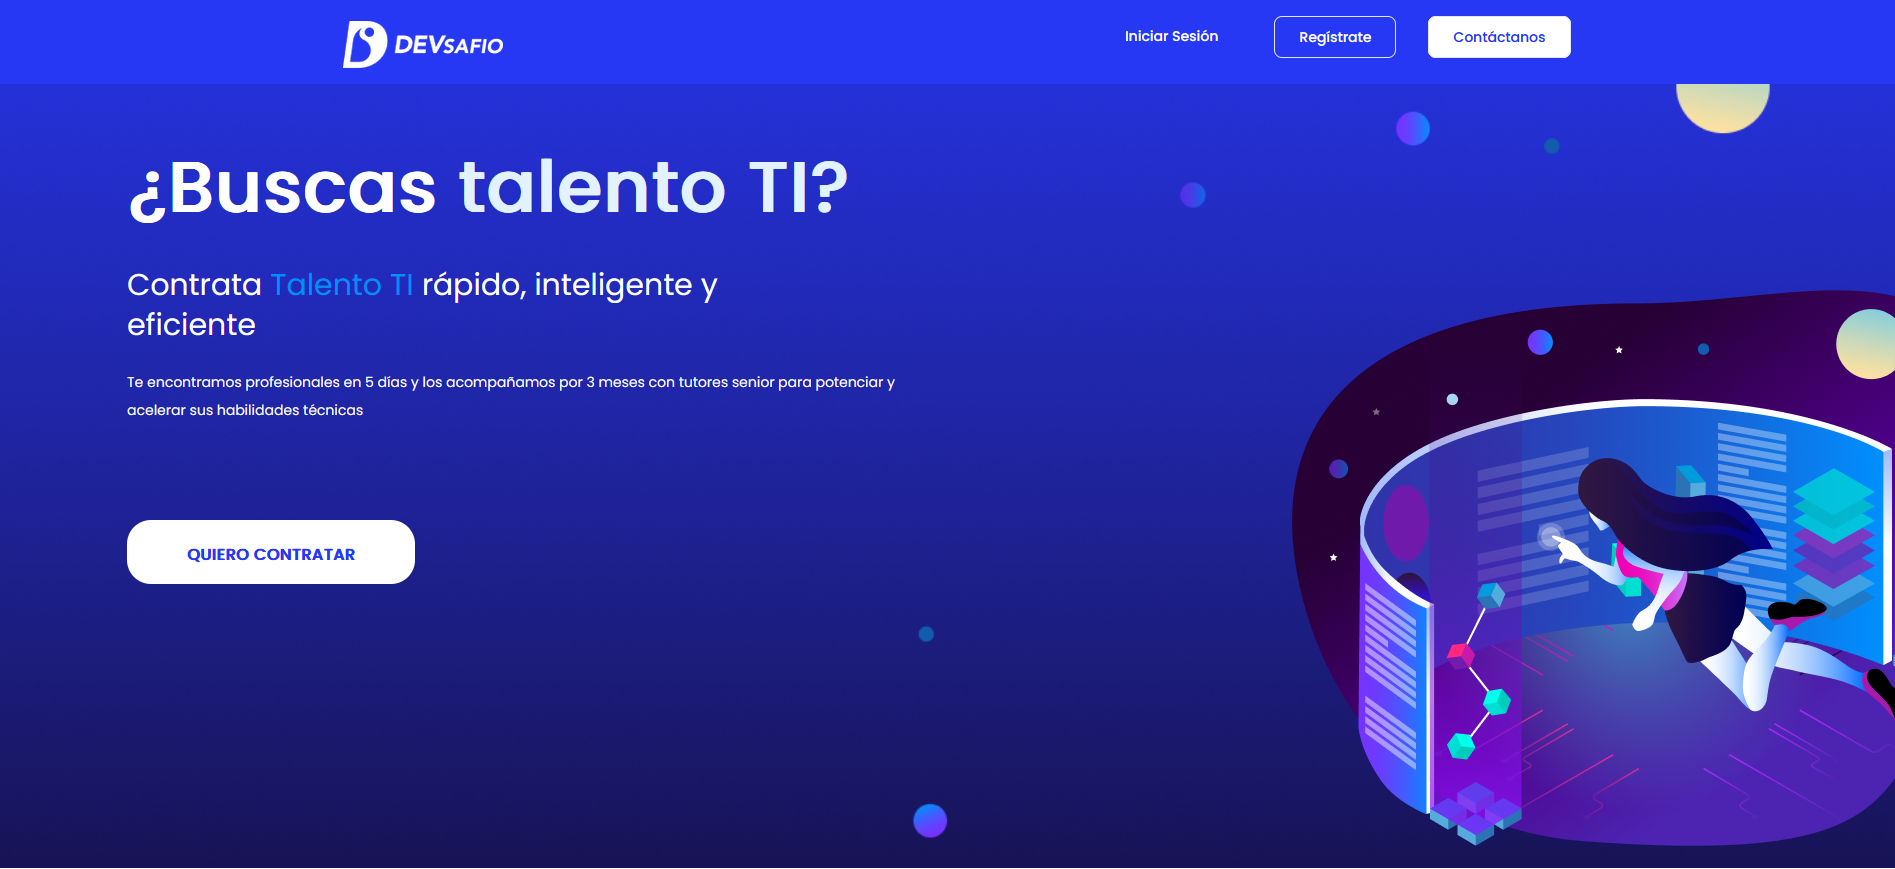 DEVSAFIO
Iniciar Sesión
Regístrate
Contáctanos
¿Buscas talento TI?
Contrata Talento TI rápido, inteligente y
eficiente
Te encontramos profesionales en 5 días y los acompañamos por 3 meses con tutores senior para potenciar y
acelerar sus habilidades técnicas
QUIERO CONTRATAR